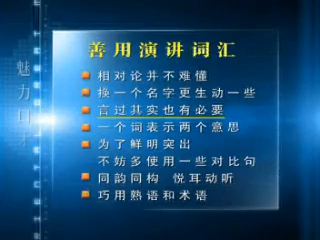 善用演讲词汇
魅力口才
相对论并不难懂
换一个名字更生动一些
言过其实也有必要
一个词表示两个意思
为了鲜明突出
不妨多使用一些对比句
同韵同构 悦耳动听
巧用熟语和术语